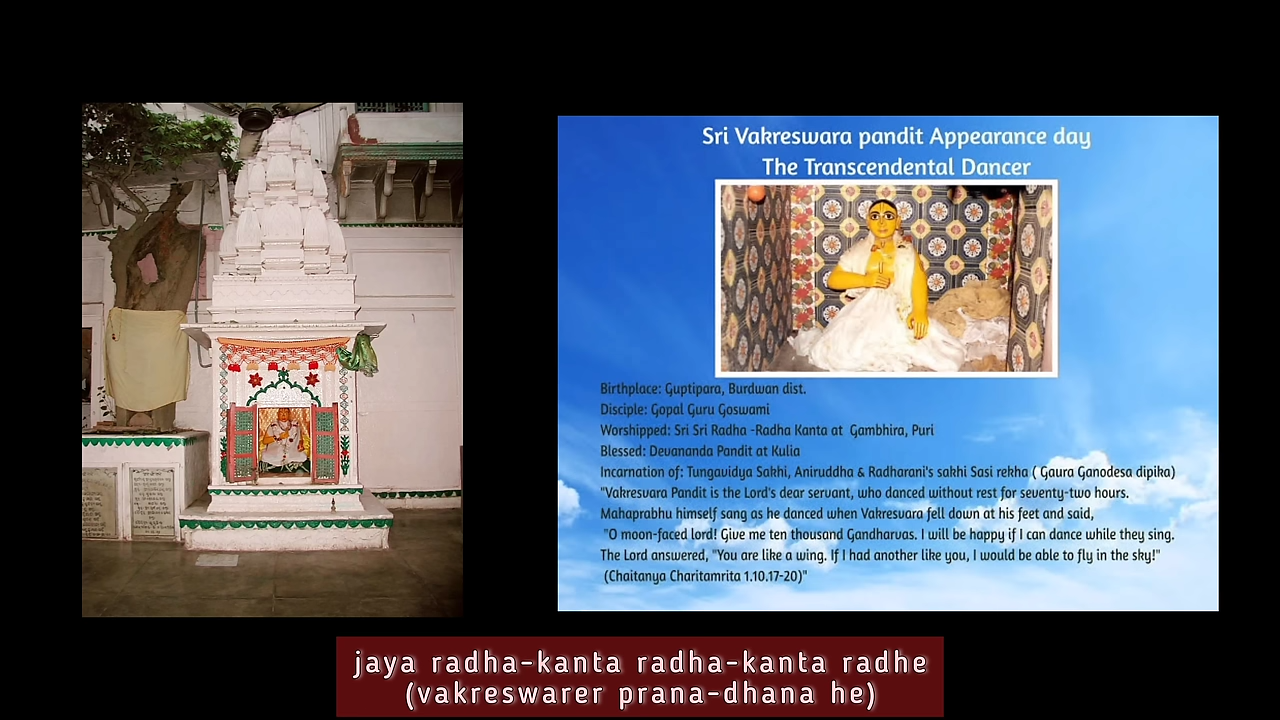 Sri Vakreswara pandit Appearance day
The Transcendental Dancer
Birthplace: Guptipara, Burdwan dist.
Disciple: Gopal Guru Goswami
Worshipped: Sri Sri Radha -Radha Kanta at Gambhira, Puri
Blessed: Devananda Pandit at Kulia
Incarnation of: Tungavidya Sakhi, Aniruddha & Radharani's sakhi Sasi rekha ( Gaura Ganodesa dipika)
"Vakresvara Pandit is the Lord's dear servant, who danced without rest for seventy-two hours.
Mahaprabhu himself sang as he danced when Vakresvara fell down at his feet and said,
"O moon-faced lord! Give me ten thousand Gandharvas. I will be happy if I can dance while they sing.
The Lord answered, "You are like a wing. If I had another like you, I would be able to fly in the sky!"
(Chaitanya Charitamrita 1.10.17-20)"
jaya radha-kanta radha-kanta radhe
(vakreswarer prana-dhana he)